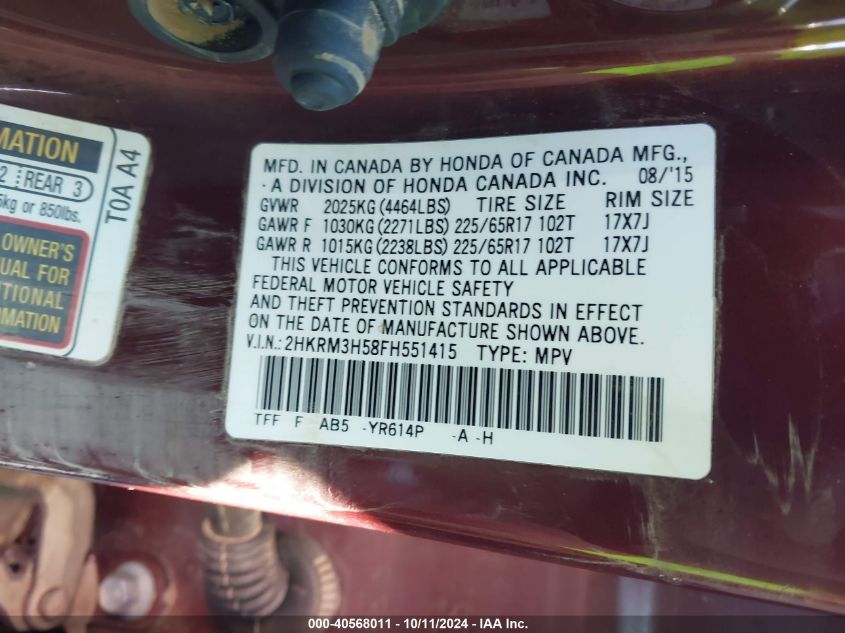 MATION
2 REAR 3
kg or 850lbs.
OWNER'S
UAL FOR
ITIONAL
RMATION
T0A A4
MFD. IN CANADA BY HONDA OF CANADA MFG.,
A DIVISION OF HONDA CANADA INC. 08/'15
GVWR 2025KG (4464LBS) TIRE SIZE RIM SIZE
GAWR F 1030KG (2271LBS) 225/65R17 102T 17X7J
GAWR R 1015KG (2238LBS) 225/65R17 102T 17X7J
THIS VEHICLE CONFORMS TO ALL APPLICABLE
FEDERAL MOTOR VEHICLE SAFETY
AND THEFT PREVENTION STANDARDS IN EFFECT
ON THE DATE OF MANUFACTURE SHOWN ABOVE.
V.I.N.: 2HKRM3H58FH551415 TYPE: MPV
AB5 -YR614P -A -H
000-40568011 - 10/11/2024 - IAA Inc.